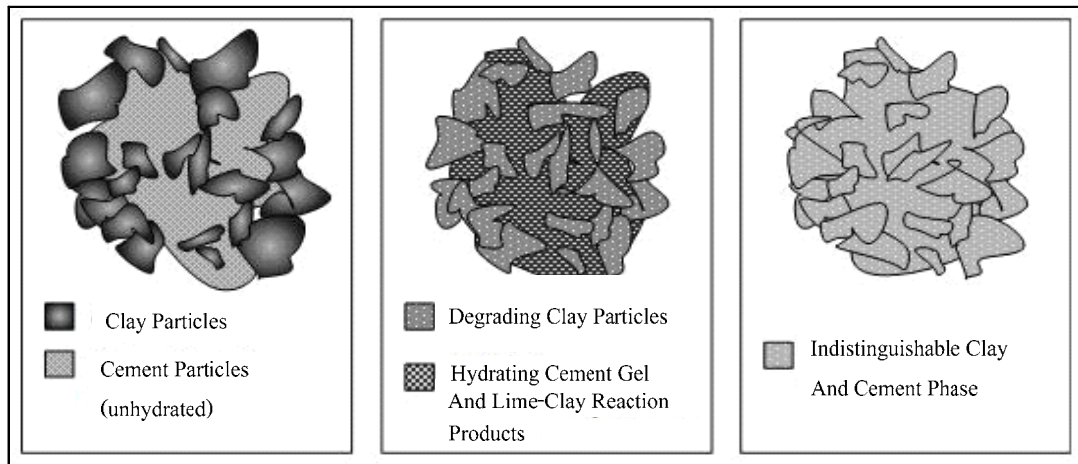 Clay Particles
Cement Particles
(unhydrated)
Degrading Clay Particles
Hydrating Cement Gel
And Lime-Clay Reaction
Products
Indistinguishable Clay
And Cement Phase